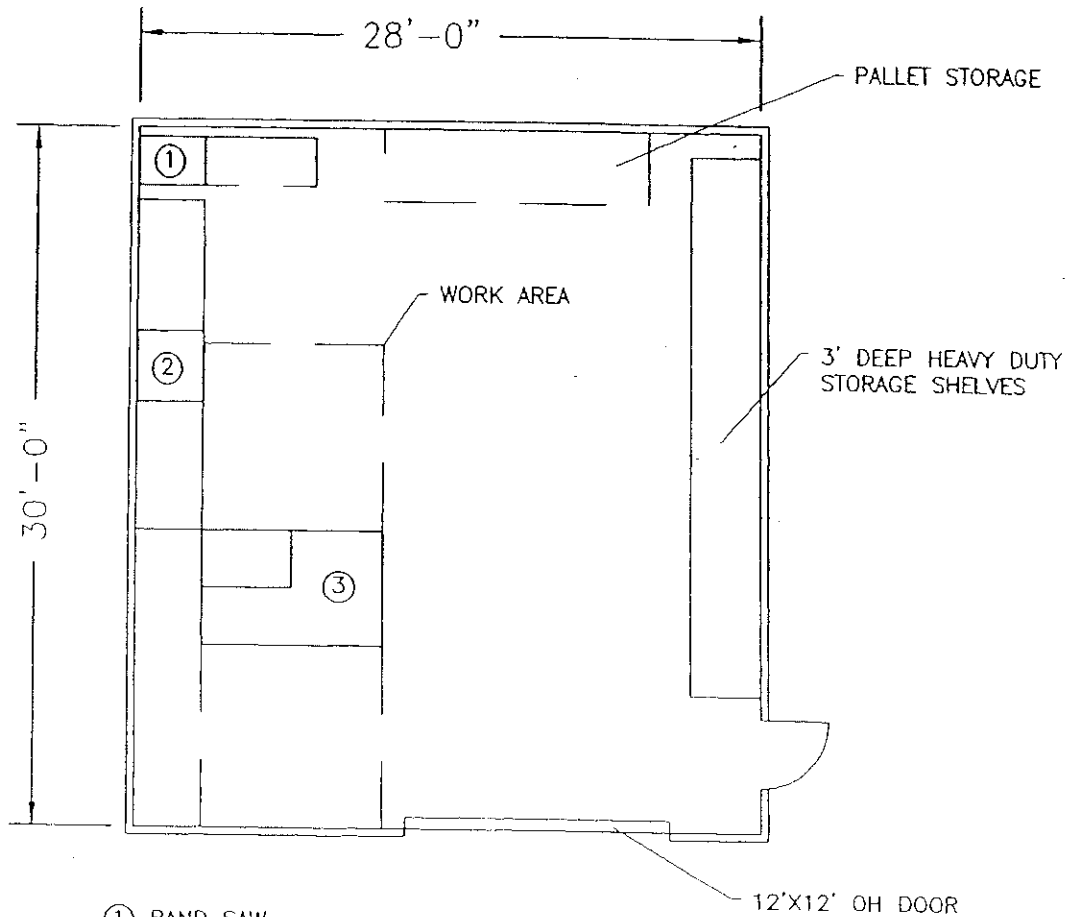 28'-0"
PALLET STORAGE
①
WORK AREA
②
3' DEEP HEAVY DUTY
STORAGE SHELVES
30'-0"
③
12'X12' OH DOOR
① BAND SAW